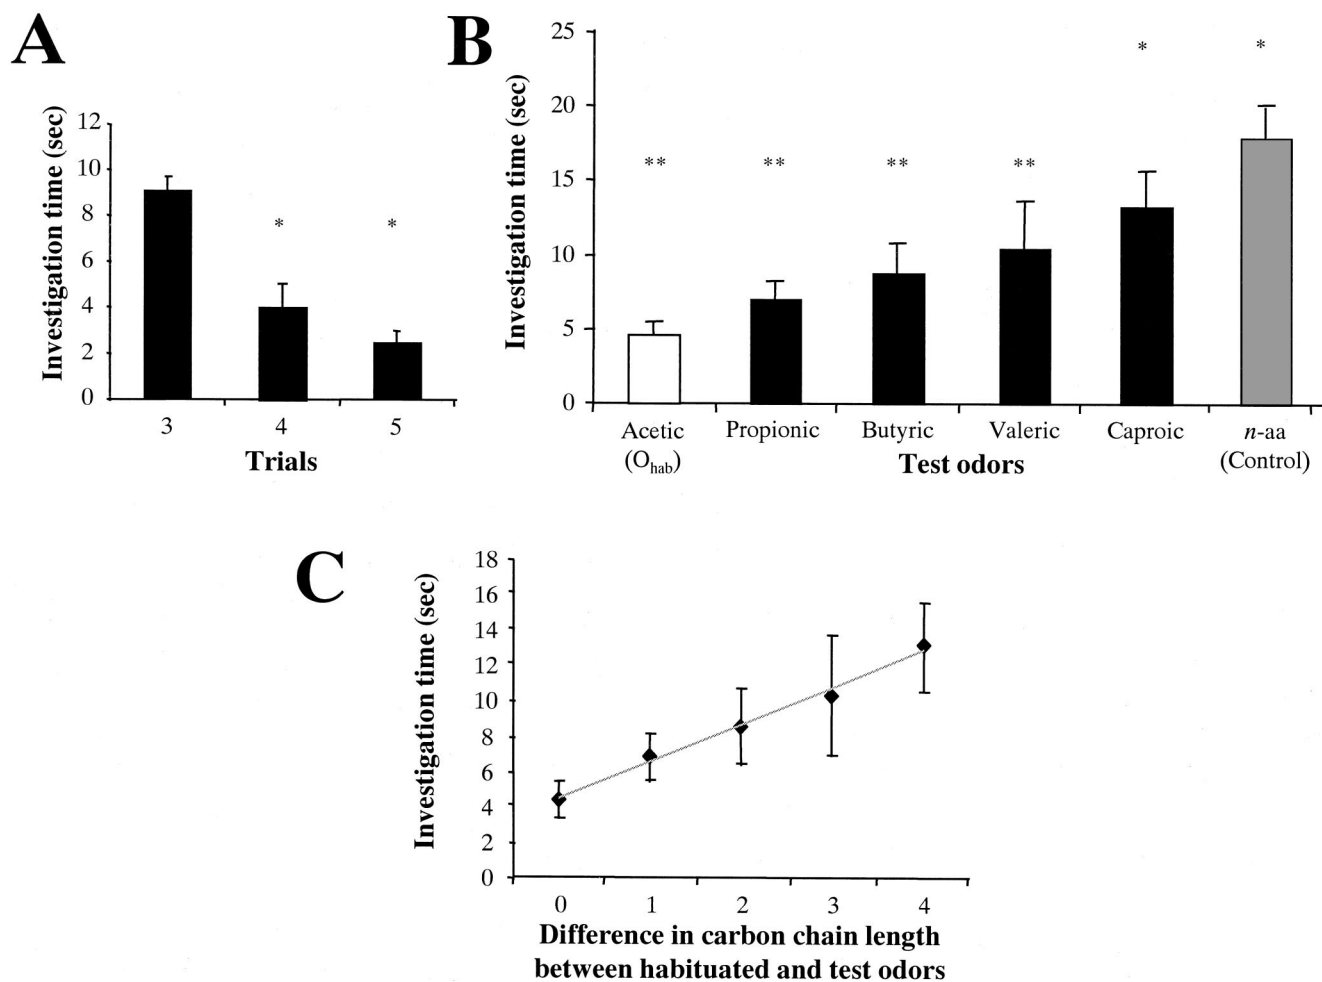 A
Investigation time (sec)
12
10
8
6
4
2
0
*
*
3 4 5
Trials
B
Investigation time (sec)
25
20
15
10
5
0
**
**
**
**
*
*
Acetic Propionic Butyric Valeric Caproic n-aa
(Ohab) Test odors (Control)
C
Investigation time (sec)
18
16
14
12
10
8
6
4
2
0
0 1 2 3 4
Difference in carbon chain length
between habituated and test odors